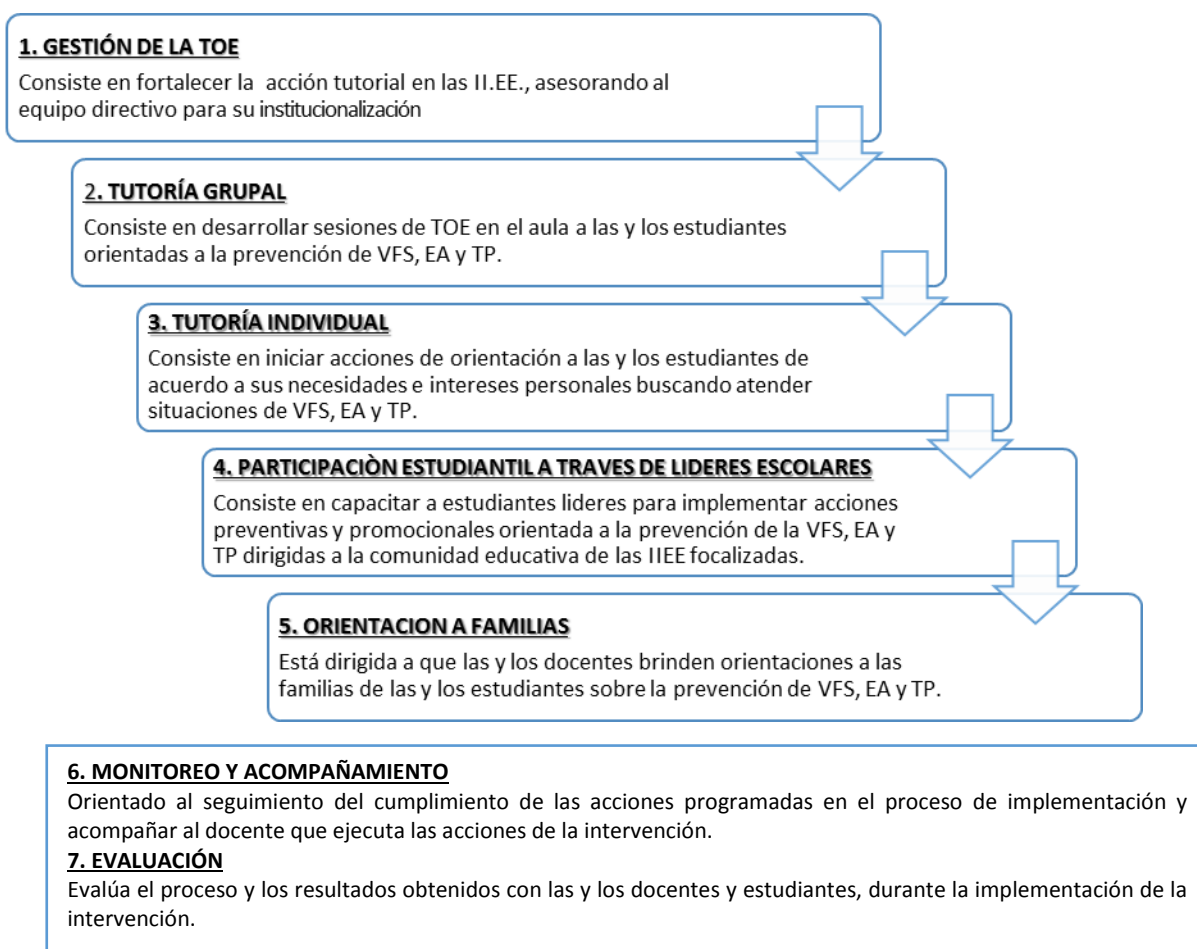 1. GESTIÓN DE LA TOE
Consiste en fortalecer la acción tutorial en las II.EE., asesorando al
equipo directivo para su institucionalización
2. TUTORÍA GRUPAL
Consiste en desarrollar sesiones de TOE en el aula a las y los estudiantes
orientadas a la prevención de VFS, EA y TP.
3. TUTORÍA INDIVIDUAL
Consiste en iniciar acciones de orientación a las y los estudiantes de
acuerdo a sus necesidades e intereses personales buscando atender
situaciones de VFS, EA y TP.
4. PARTICIPACIÒN ESTUDIANTIL A TRAVES DE LIDERES ESCOLARES
Consiste en capacitar a estudiantes lideres para implementar acciones
preventivas y promocionales orientada a la prevención de la VFS, EA y
TP dirigidas a la comunidad educativa de las IIEE focalizadas.
5. ORIENTACION A FAMILIAS
Está dirigida a que las y los docentes brinden orientaciones a las
familias de las y los estudiantes sobre la prevención de VFS, EA y TP.
6. MONITOREO Y ACOMPAÑAMIENTO
Orientado al seguimiento del cumplimiento de las acciones programadas en el proceso de implementación y
acompañar al docente que ejecuta las acciones de la intervención.
7. EVALUACIÓN
Evalúa el proceso y los resultados obtenidos con las y los docentes y estudiantes, durante la implementación de la
intervención.